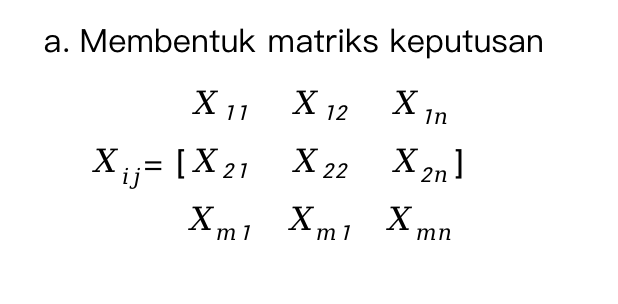 a. Membentuk matriks keputusan
X 11 X 12 X 1n
X ij = [ X 21 X 22 X 2n ]
X m1 X m1 X mn